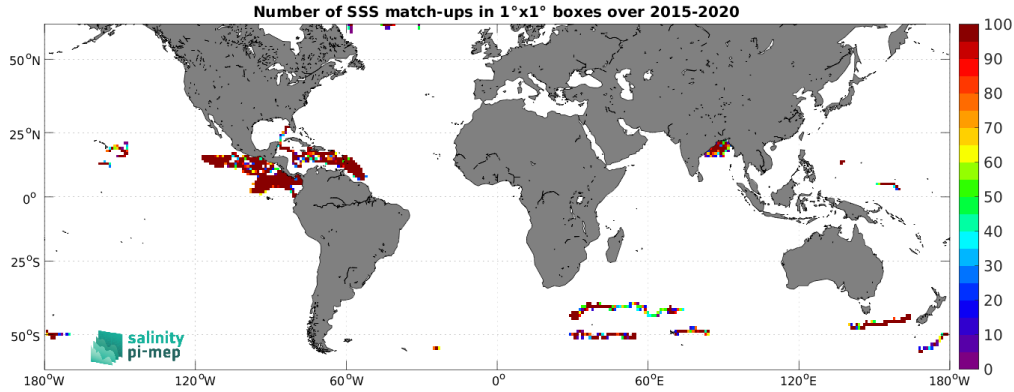 Number of SSS match-ups in 1°x1° boxes over 2015-2020
50°N
25°N
0°
25°S
50°S
180°W
120°W
60°W
0°
60°E
120°E
180°W
100
90
80
70
60
50
40
30
20
10
0
salinity
pi-mep